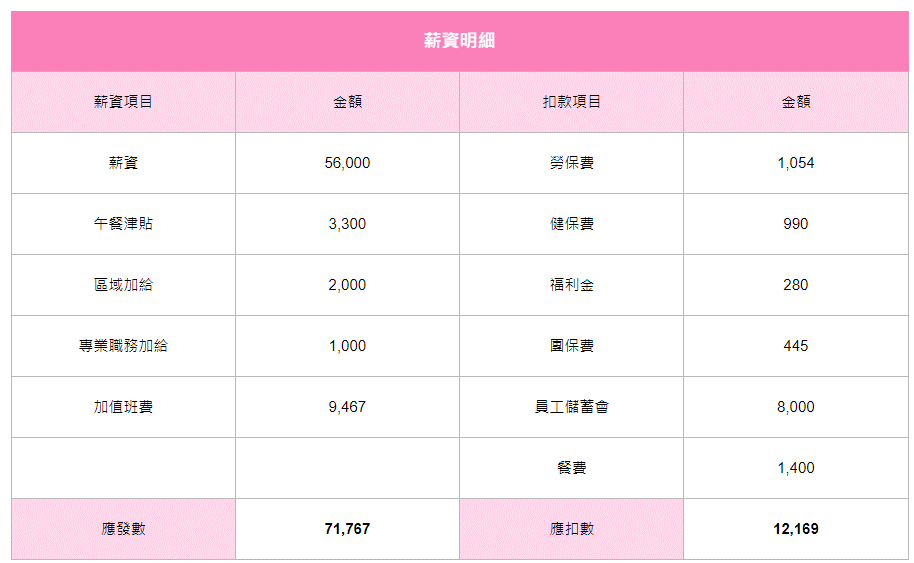 薪資明細
薪資項目 金額 扣款項目 金額
薪資 56,000 勞保費 1,054
午餐津貼 3,300 健保費 990
區域加給 2,000 福利金 280
專業職務加給 1,000 團保費 445
加值班費 9,467 員工儲蓄會 8,000
餐費 1,400
應發數 71,767 應扣數 12,169